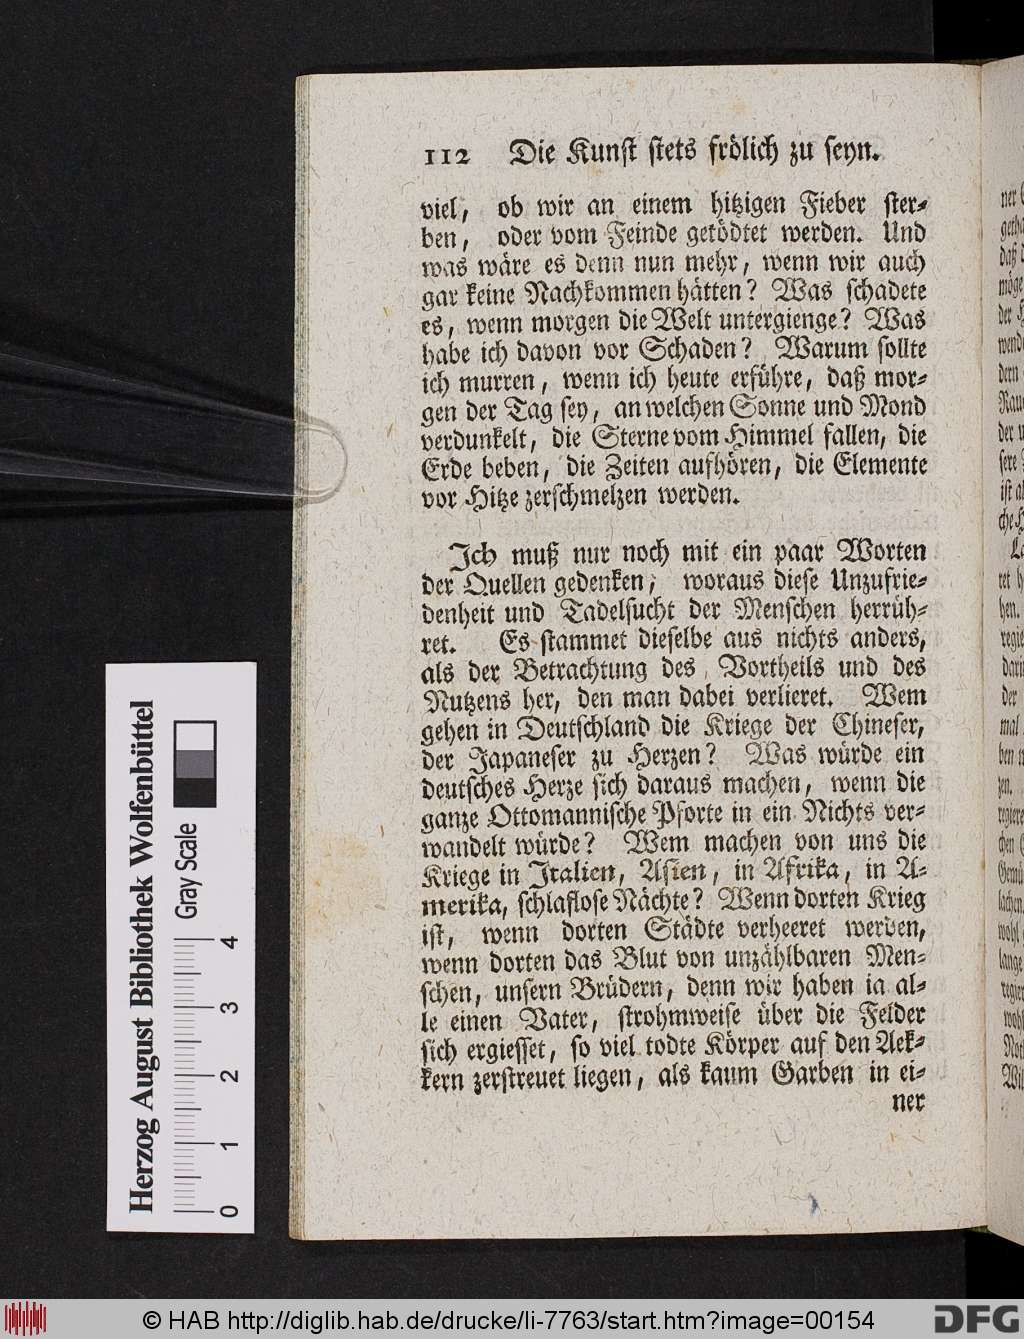 112 Die Kunst stets frölich zu seyn.
viel, ob wir an einem hitzigen Fieber ster-
ben, oder vom Feinde getödtet werden. Und
was wäre es denn nun mehr, wenn wir auch
gar keine Nachkommen hätten? Was schadete
es, wenn morgen die Welt untergienge? Was
habe ich davon vor Schaden? Warum sollte
ich murren, wenn ich heute erführe, daß mor-
gen der Tag sey, an welchen Sonne und Mond
verdunkelt, die Sterne vom Himmel fallen, die
Erde beben, die Zeiten aufhören, die Elemente
vor Hitze zerschmelzen werden.
Ich muß nur noch mit ein paar Worten
der Quellen gedenken, woraus diese Unzufrie-
denheit und Tadelsucht der Menschen herrüh-
ret. Es stammet dieselbe aus nichts anders,
als der Betrachtung des Vortheils und des
Nutzens her, den man dabei verlieret. Wem
gehen in Deutschland die Kriege der Chineser,
der Japaneser zu Herzen? Was würde ein
deutsches Herze sich daraus machen, wenn die
ganze Ottomannische Pforte in ein Nichts ver-
wandelt würde? Wem machen von uns die
Kriege in Italien, Asien, in Afrika, in A-
merika, schlaflose Nächte? Wenn dorten Krieg
ist, wenn dorten Städte verheeret werden,
wenn dorten das Blut von unzählbaren Men-
schen, unsern Brüdern, denn wir haben ia al-
le einen Vater, strohmweise über die Felder
sich ergiesset, so viel todte Körper auf den Aek-
kern zerstreuet liegen, als kaum Garben in ei-
ner
Herzog August Bibliothek Wolfenbüttel
Gray Scale
0 1 2 3 4
© HAB http://diglib.hab.de/drucke/li-7763/start.htm?image=00154
DFG